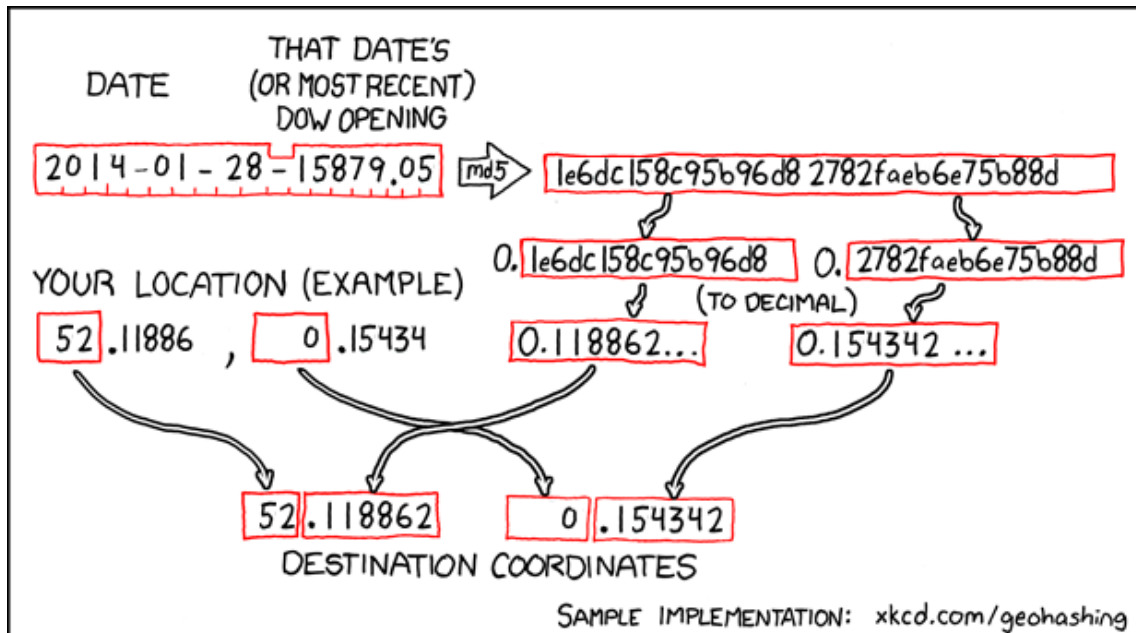 DATE
THAT DATE'S
(OR MOST RECENT)
DOW OPENING
2014-01-28-15879.05
md5
1e6dc158c95b96d8 2782faeb6e75b88d
0. 1e6dc158c95b96d8 0. 2782faeb6e75b88d
YOUR LOCATION (EXAMPLE)
(TO DECIMAL)
52 .11886 , 0 .15434
0.118862... 0.154342 ...
52 .118862 0 .154342
DESTINATION COORDINATES
SAMPLE IMPLEMENTATION: xkcd.com/geohashing